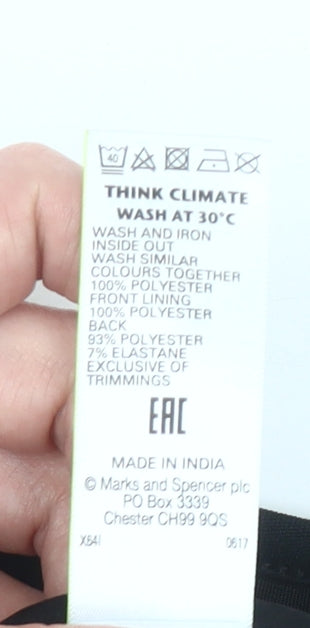 40
THINK CLIMATE
WASH AT 30°C
WASH AND IRON
INSIDE OUT
WASH SIMILAR
COLOURS TOGETHER
100% POLYESTER
FRONT LINING
100% POLYESTER
BACK
93% POLYESTER
7% ELASTANE
EXCLUSIVE OF
TRIMMINGS
EAC
MADE IN INDIA
© Marks and Spencer plc
PO Box 3339
Chester CH99 9QS
X64I 0617